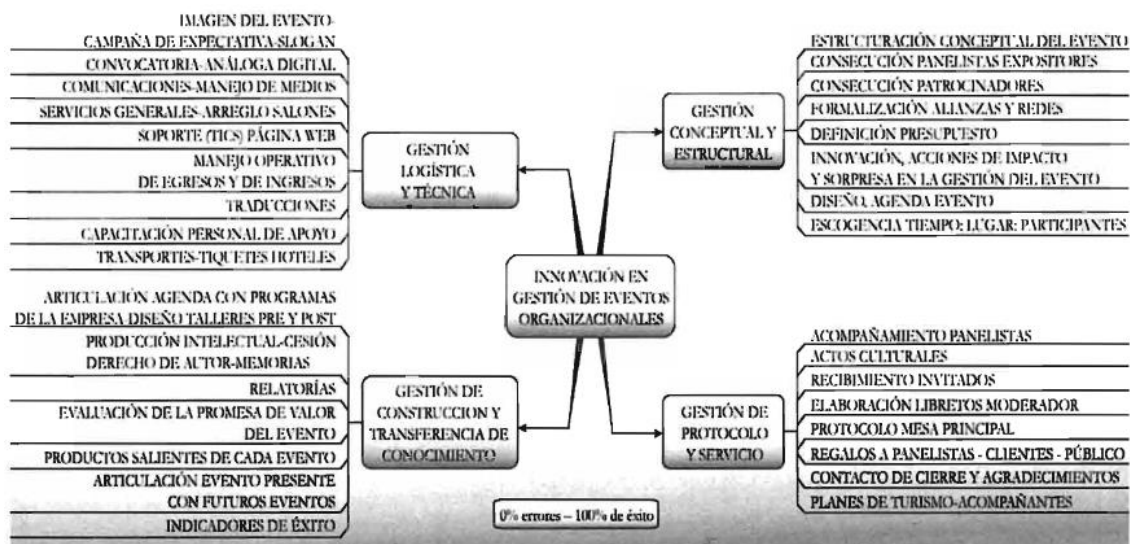 IMAGEN DEL EVENTO-
CAMPAÑA DE EXPECTATIVA-SLOGAN
CONVOCATORIA-ANÁLOGA DIGITAL
COMUNICACIONES-MANEJO DE MEDIOS
SERVICIOS GENERALES-ARREGLO SALONES
SOPORTE (TICS) PÁGINA WEB
MANEJO OPERATIVO
DE EGRESOS Y DE INGRESOS
TRADUCCIONES
CAPACITACIÓN PERSONAL DE APOYO
TRANSPORTES-TIQUETES HOTELES
GESTIÓN
LOGÍSTICA
Y TÉCNICA
ESTRUCTURACIÓN CONCEPTUAL DEL EVENTO
CONSECUCIÓN PANELISTAS EXPOSITORES
CONSECUCIÓN PATROCINADORES
FORMALIZACIÓN ALIANZAS Y REDES
DEFINICIÓN PRESUPUESTO
INNOVACIÓN, ACCIONES DE IMPACTO
Y SORPRESA EN LA GESTIÓN DEL EVENTO
DISEÑO, AGENDA EVENTO
ESCOGENCIA TIEMPO: LUGAR: PARTICIPANTES
GESTIÓN
CONCEPTUAL Y
ESTRUCTURAL
INNOVACIÓN EN
GESTIÓN DE EVENTOS
ORGANIZACIONALES
ARTICULACIÓN AGENDA CON PROGRAMAS
DE LA EMPRESA-DISEÑO TALLERES PRE Y POST
PRODUCCIÓN INTELECTUAL-CESIÓN
DERECHO DE AUTOR-MEMORIAS
RELATORÍAS
EVALUACIÓN DE LA PROMESA DE VALOR
DEL EVENTO
PRODUCTOS SALIENTES DE CADA EVENTO
ARTICULACIÓN EVENTO PRESENTE
CON FUTUROS EVENTOS
INDICADORES DE ÉXITO
GESTIÓN DE
CONSTRUCCION Y
TRANSFERENCIA DE
CONOCIMIENTO
ACOMPAÑAMIENTO PANELISTAS
ACTOS CULTURALES
RECIBIMIENTO INVITADOS
ELABORACIÓN LIBRETOS MODERADOR
PROTOCOLO MESA PRINCIPAL
REGALOS A PANELISTAS - CLIENTES - PÚBLICO
CONTACTO DE CIERRE Y AGRADECIMIENTOS
PLANES DE TURISMO-ACOMPAÑANTES
GESTIÓN DE
PROTOCOLO
Y SERVICIO
0% errores – 100% de éxito